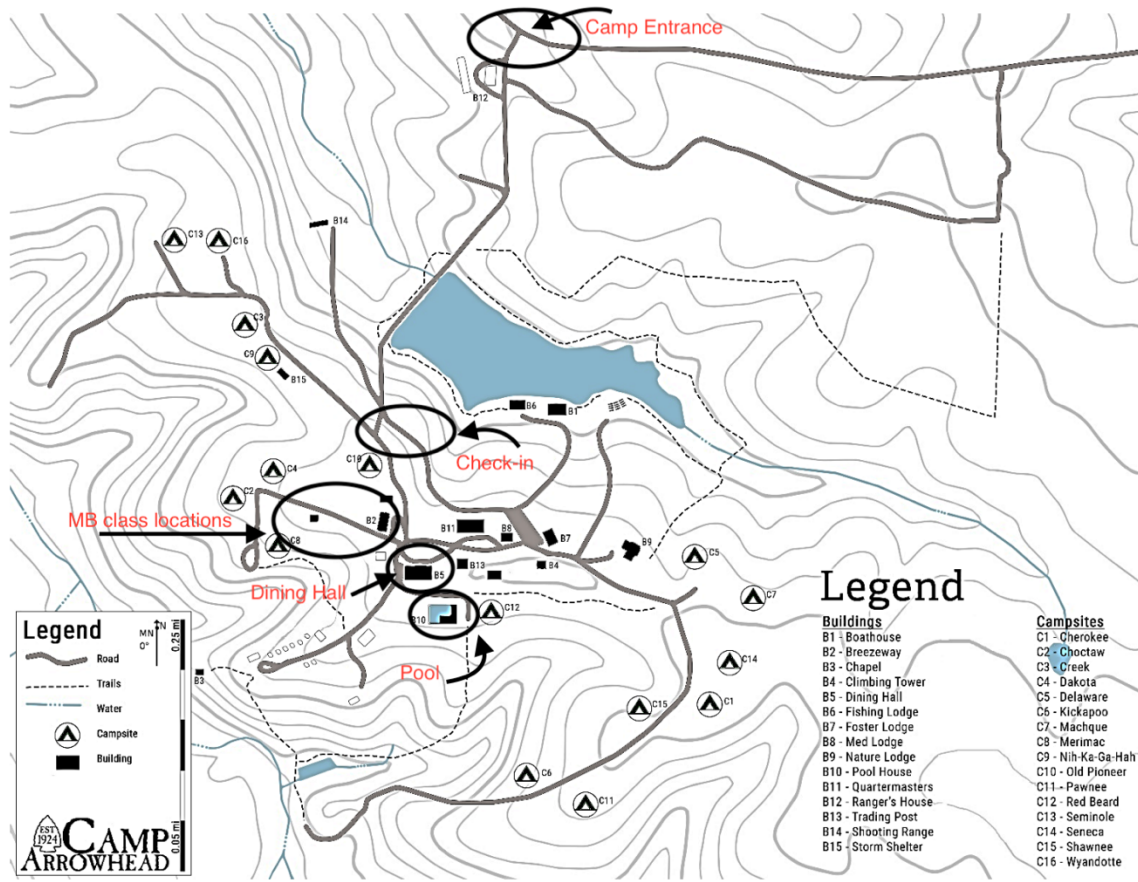 Camp Entrance
B12
B14
C13
C16
C3
C9
B15
B6
B1
Check-in
C10
C4
C2
MB class locations
B2
B11
B8
B7
B9
C8
C5
Dining Hall
B5
B13
B4
C7
B10
C12
Pool
B3
C14
C15
C1
C6
C11
Legend
MN
0°
N
0.25 mi
Road
Trails
Water
Campsite
Building
0.05 mi
EST
1924
CAMP
ARROWHEAD
Legend
Buildings
B1 - Boathouse
B2 - Breezeway
B3 - Chapel
B4 - Climbing Tower
B5 - Dining Hall
B6 - Fishing Lodge
B7 - Foster Lodge
B8 - Med Lodge
B9 - Nature Lodge
B10 - Pool House
B11 - Quartermasters
B12 - Ranger's House
B13 - Trading Post
B14 - Shooting Range
B15 - Storm Shelter
Campsites
C1 - Cherokee
C2 - Choctaw
C3 - Creek
C4 - Dakota
C5 - Delaware
C6 - Kickapoo
C7 - Machque
C8 - Merimac
C9 - Nih-Ka-Ga-Hah
C10 - Old Pioneer
C11 - Pawnee
C12 - Red Beard
C13 - Seminole
C14 - Seneca
C15 - Shawnee
C16 - Wyandotte